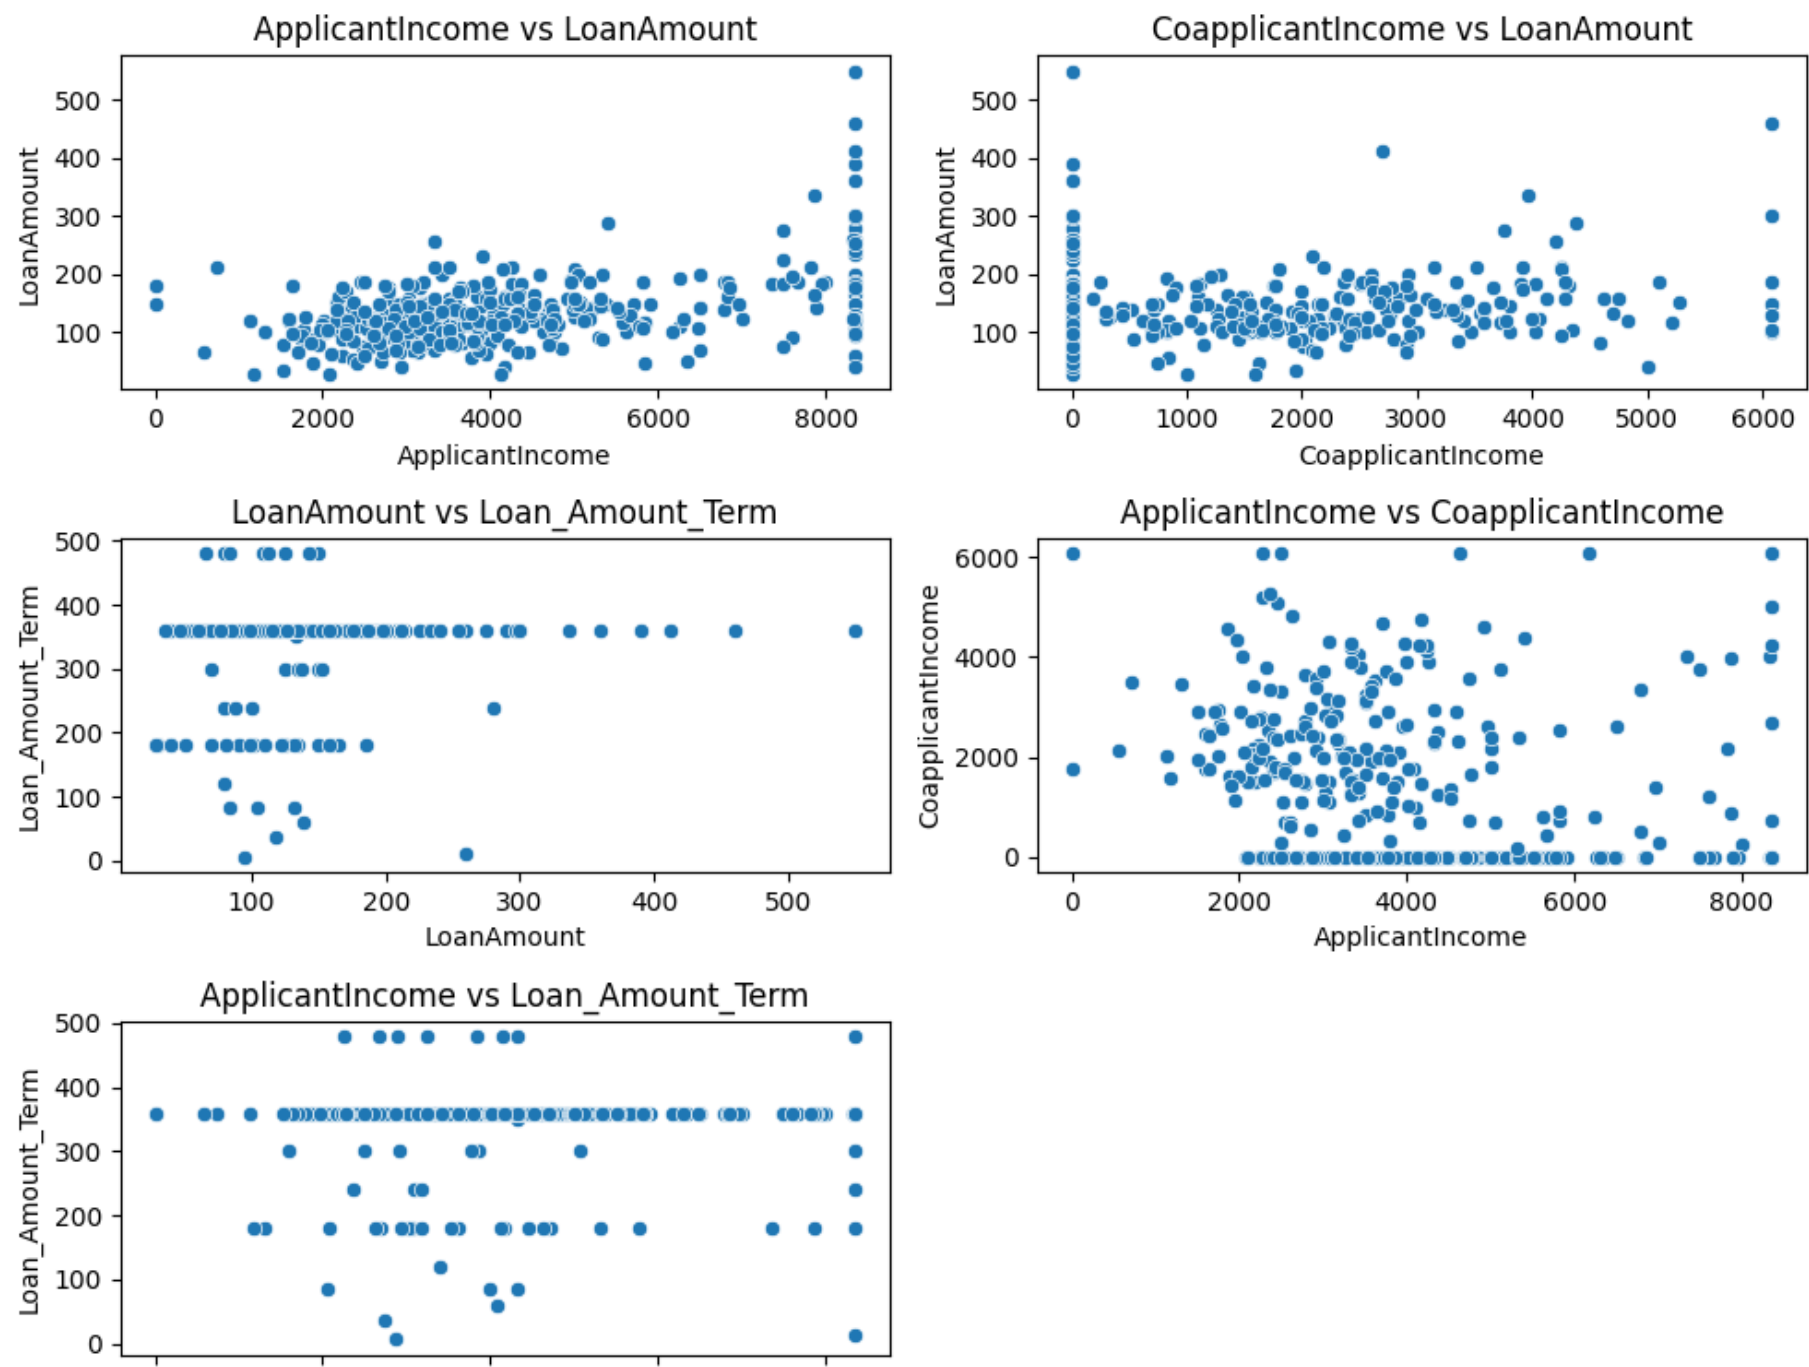 ApplicantIncome vs LoanAmount
LoanAmount
500
400
300
200
100
0 2000 4000 6000 8000
ApplicantIncome
CoapplicantIncome vs LoanAmount
LoanAmount
500
400
300
200
100
0 1000 2000 3000 4000 5000 6000
CoapplicantIncome
LoanAmount vs Loan_Amount_Term
Loan_Amount_Term
500
400
300
200
100
0
100 200 300 400 500
LoanAmount
ApplicantIncome vs CoapplicantIncome
CoapplicantIncome
6000
4000
2000
0
0 2000 4000 6000 8000
ApplicantIncome
ApplicantIncome vs Loan_Amount_Term
Loan_Amount_Term
500
400
300
200
100
0